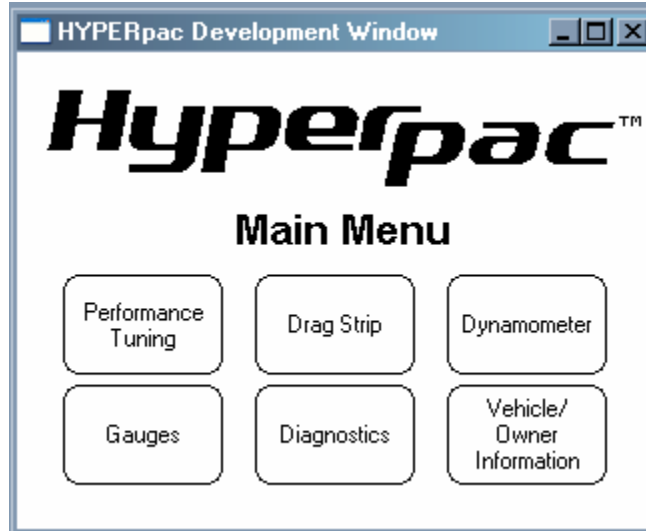 HYPERpac Development Window
Hyperpac™
Main Menu
Performance
Tuning
Drag Strip
Dynamometer
Gauges
Diagnostics
Vehicle/
Owner
Information